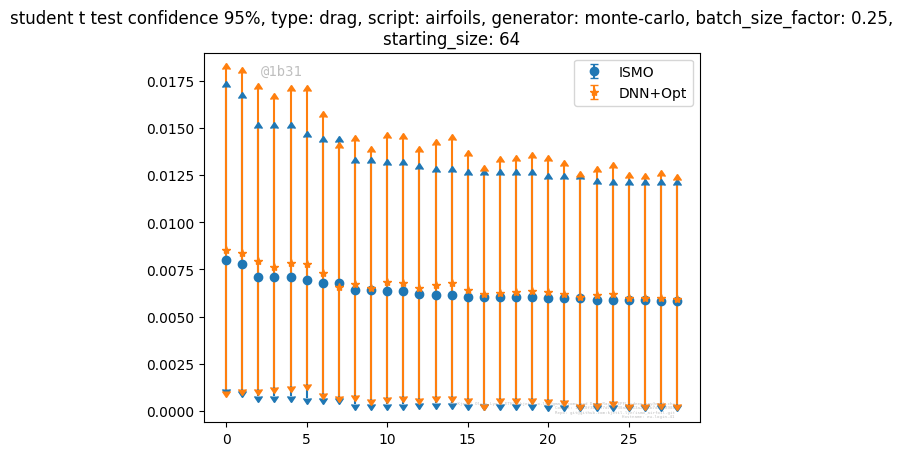 student t test confidence 95%, type: drag, script: airfoils, generator: monte-carlo, batch_size_factor: 0.25,
starting_size: 64
@1b31
ISMO
DNN+Opt
0.0175
0.0150
0.0125
0.0100
0.0075
0.0050
0.0025
0.0000
0 5 10 15 20 25